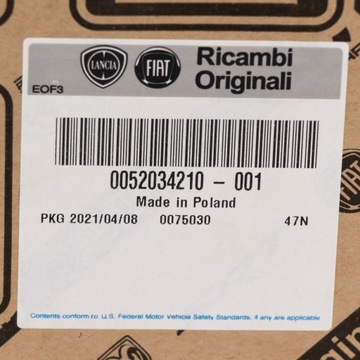 LANCIA FIAT Ricambi
Originali
EOF3
0052034210 - 001
Made in Poland
PKG 2021/04/08 0075030 47N
Contents conform to U.S. Federal Motor Vehicle Safety Standards, if any are applicable
FIAT